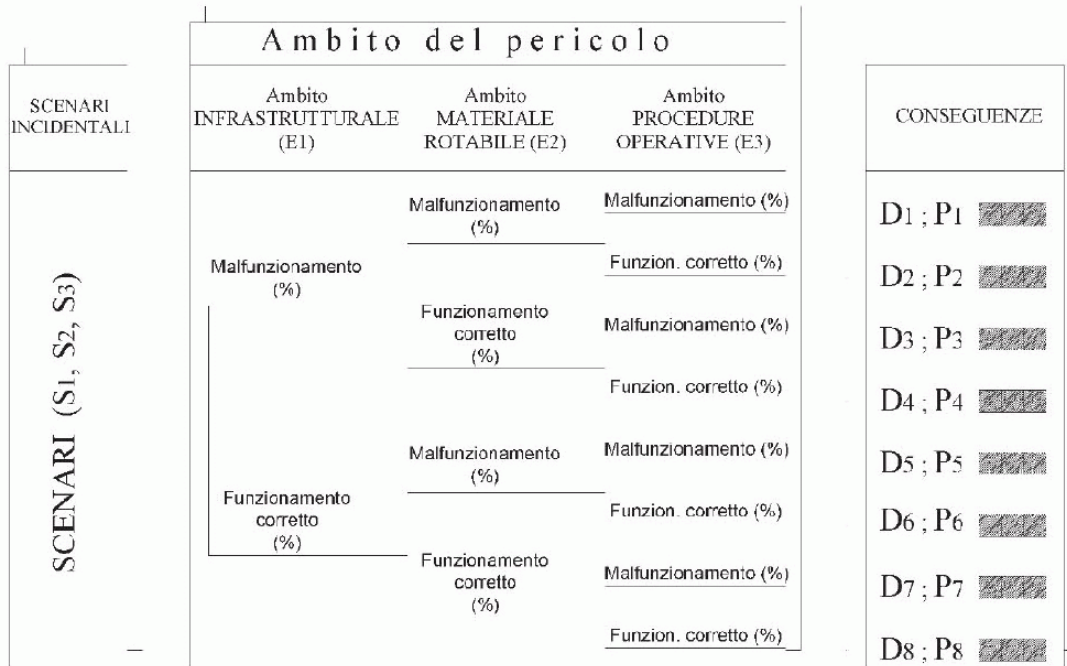 Ambito del pericolo
SCENARI
INCIDENTALI
Ambito
INFRASTRUTTURALE
(E1)
Ambito
MATERIALE
ROTABILE (E2)
Ambito
PROCEDURE
OPERATIVE (E3)
CONSEGUENZE
SCENARI (S1, S2, S3)
Malfunzionamento
(%)
Funzionamento
corretto
(%)
Malfunzionamento
(%)
Funzionamento
corretto
(%)
Malfunzionamento
(%)
Funzionamento
corretto
(%)
Malfunzionamento (%)
Funzion. corretto (%)
Malfunzionamento (%)
Funzion. corretto (%)
Malfunzionamento (%)
Funzion. corretto (%)
Malfunzionamento (%)
Funzion. corretto (%)
D1 ; P1
D2 ; P2
D3 ; P3
D4 ; P4
D5 ; P5
D6 ; P6
D7 ; P7
D8 ; P8